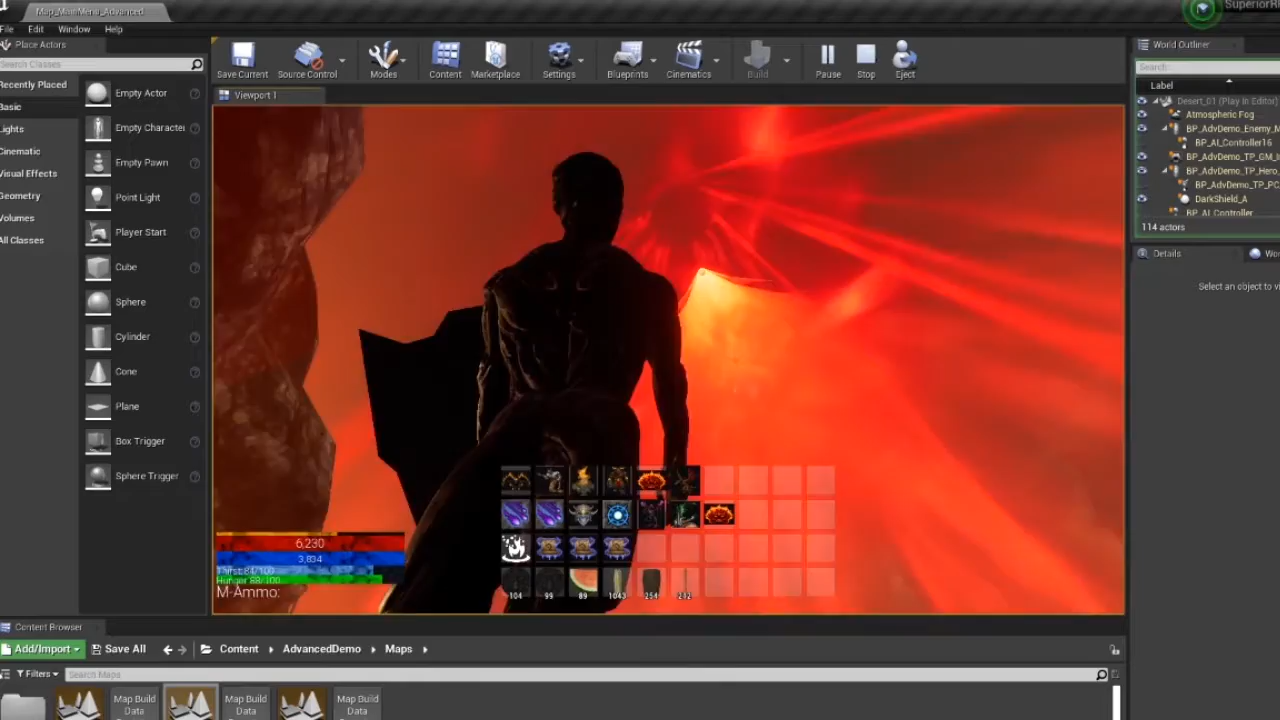 Map_MainMenu_Advanced
File Edit Window Help
Place Actors
Search Classes
Recently Placed
Basic
Lights
Cinematic
Visual Effects
Geometry
Volumes
All Classes
Empty Actor
Empty Character
Empty Pawn
Point Light
Player Start
Cube
Sphere
Cylinder
Cone
Plane
Box Trigger
Sphere Trigger
Save Current
Source Control
Modes
Content
Marketplace
Settings
Blueprints
Cinematics
Build
Pause
Stop
Eject
Viewport 1
6,230
3,834
Thirst:84/100
Hunger 88/100
M-Ammo:
104 99 89 1043 254 212
World Outliner
Search
Label
Desert_01 (Play In Editor)
Atmospheric Fog
BP_AdvDemo_Enemy_M
BP_AI_Controller16
BP_AdvDemo_TP_GM_
BP_AdvDemo_TP_Hero_
BP_AdvDemo_TP_PC
DarkShield_A
BP_AI_Controller
114 actors
Details
Select an object to vi
Content Browser
Add/Import
Save All
Content AdvancedDemo Maps
Filters
Search Maps
Map Build Data
Map Build Data
Map Build Data